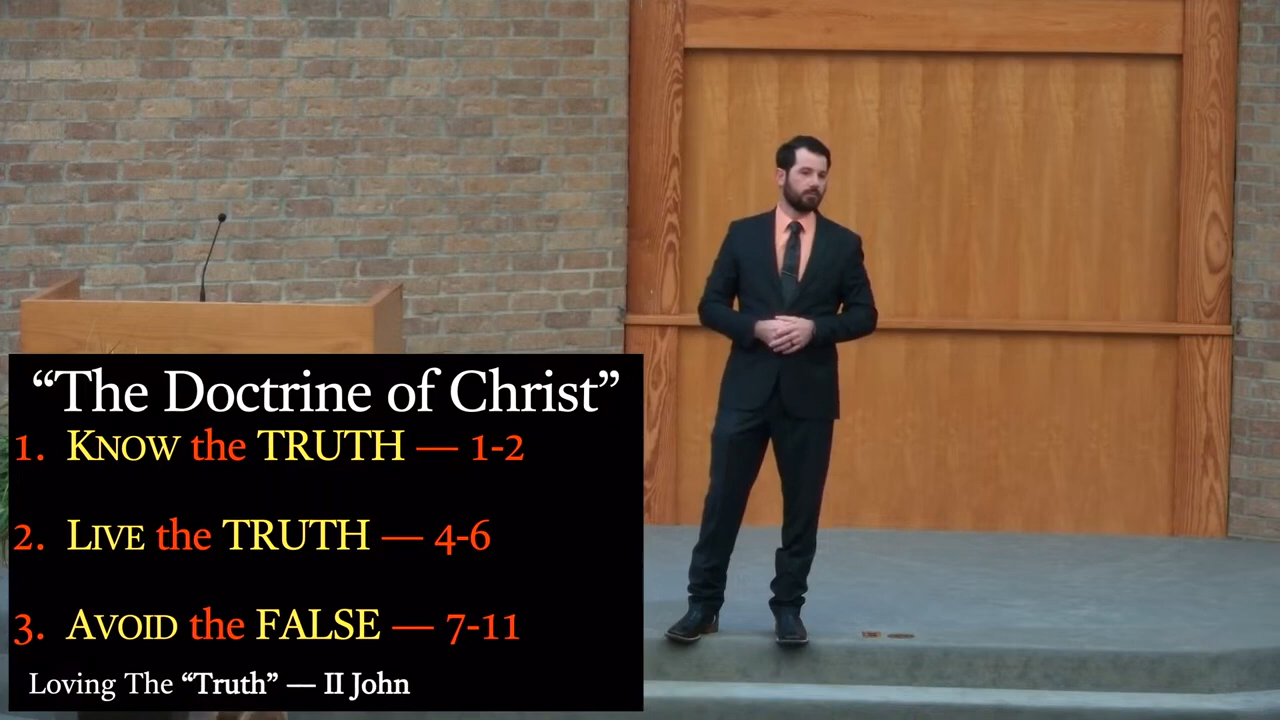 “The Doctrine of Christ”
1. KNOW the TRUTH — 1-2
2. LIVE the TRUTH — 4-6
3. AVOID the FALSE — 7-11
Loving The “Truth” — II John